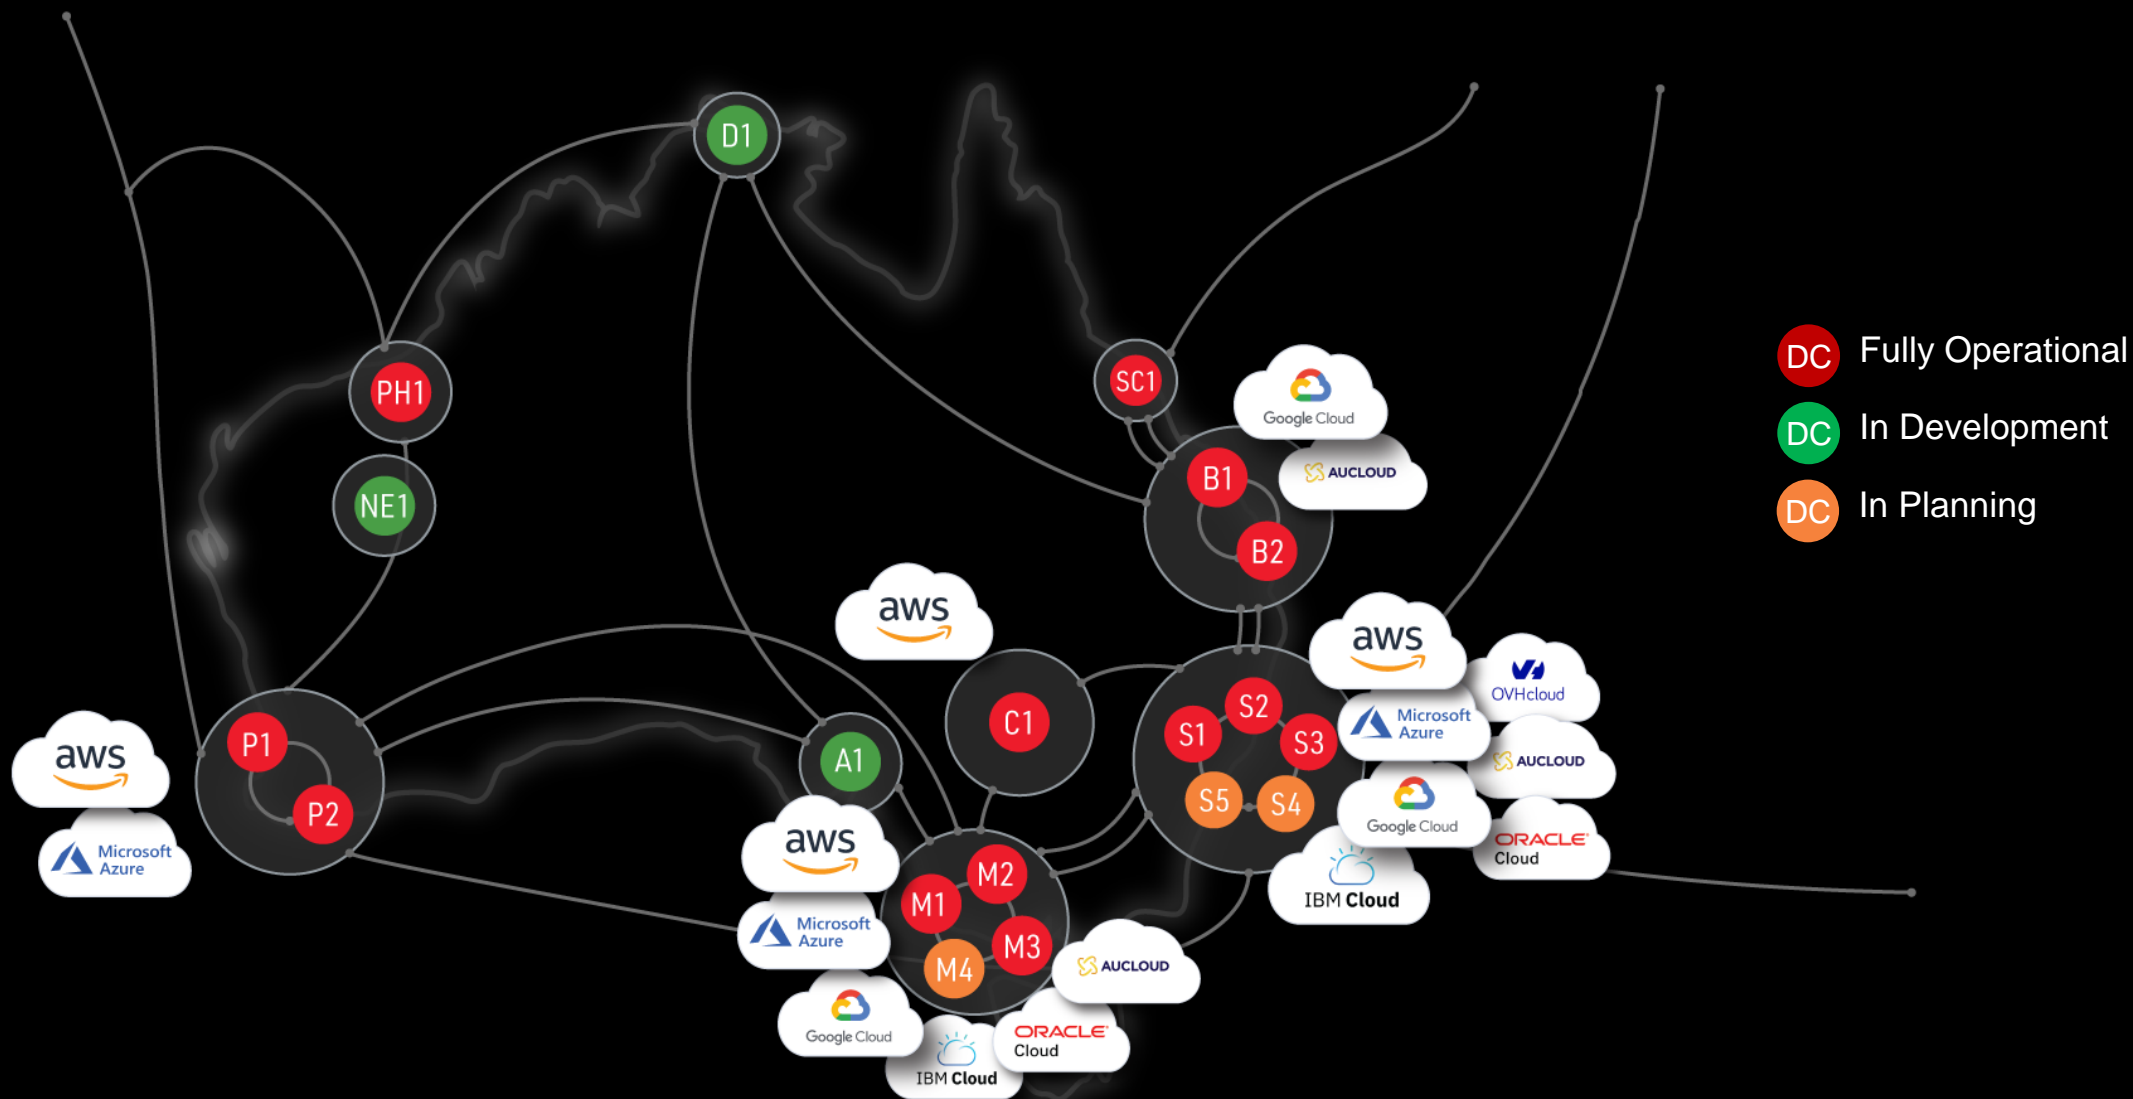 D1
PH1
NE1
SC1
Google Cloud
AUCLOUD
B1
B2
DC Fully Operational
DC In Development
DC In Planning
aws
C1
aws
OVHcloud
Microsoft
Azure
AUCLOUD
Google Cloud
ORACLE
Cloud
IBM Cloud
S1
S2
S3
S5
S4
aws
Microsoft
Azure
P1
P2
A1
aws
Microsoft
Azure
Google Cloud
IBM Cloud
ORACLE
Cloud
AUCLOUD
M1
M2
M3
M4